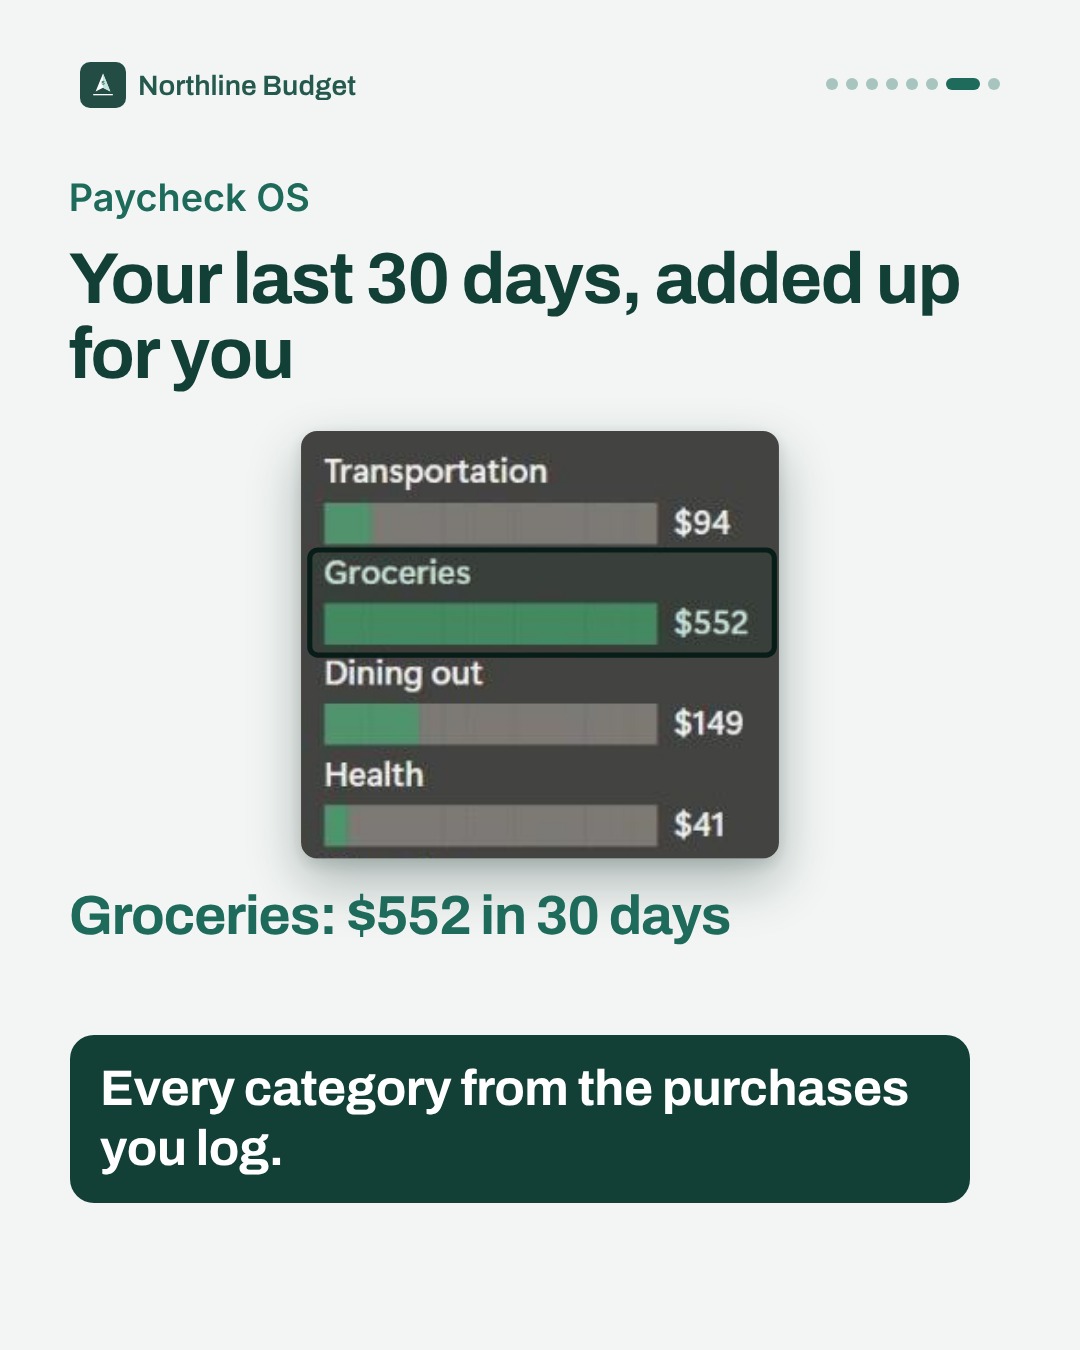 Northline Budget
Paycheck OS
Your last 30 days, added up
for you
Transportation
$94
Groceries
$552
Dining out
$149
Health
$41
Groceries: $552 in 30 days
Every category from the purchases
you log.